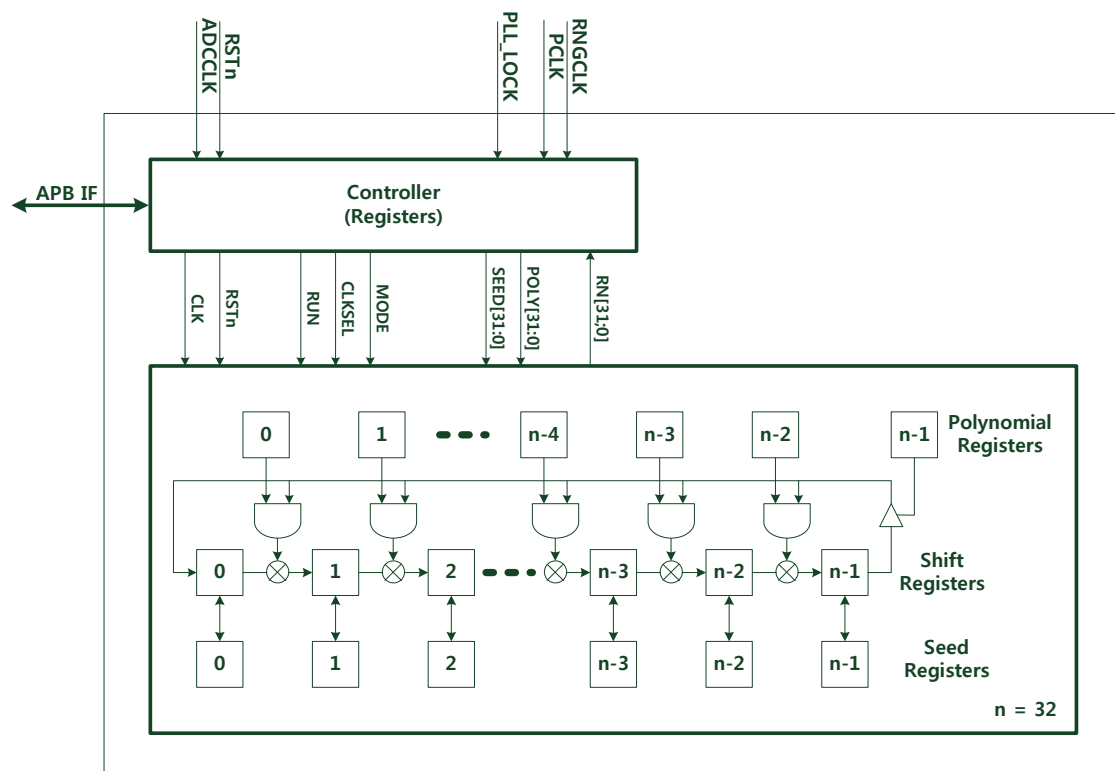 ADCCLK
RSTn
PLL_LOCK
PCLK
RNGCLK
APB IF
Controller
(Registers)
CLK
RSTn
RUN
CLKSEL
MODE
SEED[31:0]
POLY[31:0]
RN[31;0]
0
1
n-4
n-3
n-2
n-1
Polynomial
Registers
0
1
2
n-3
n-2
n-1
Shift
Registers
0
1
2
n-3
n-2
n-1
Seed
Registers
n = 32